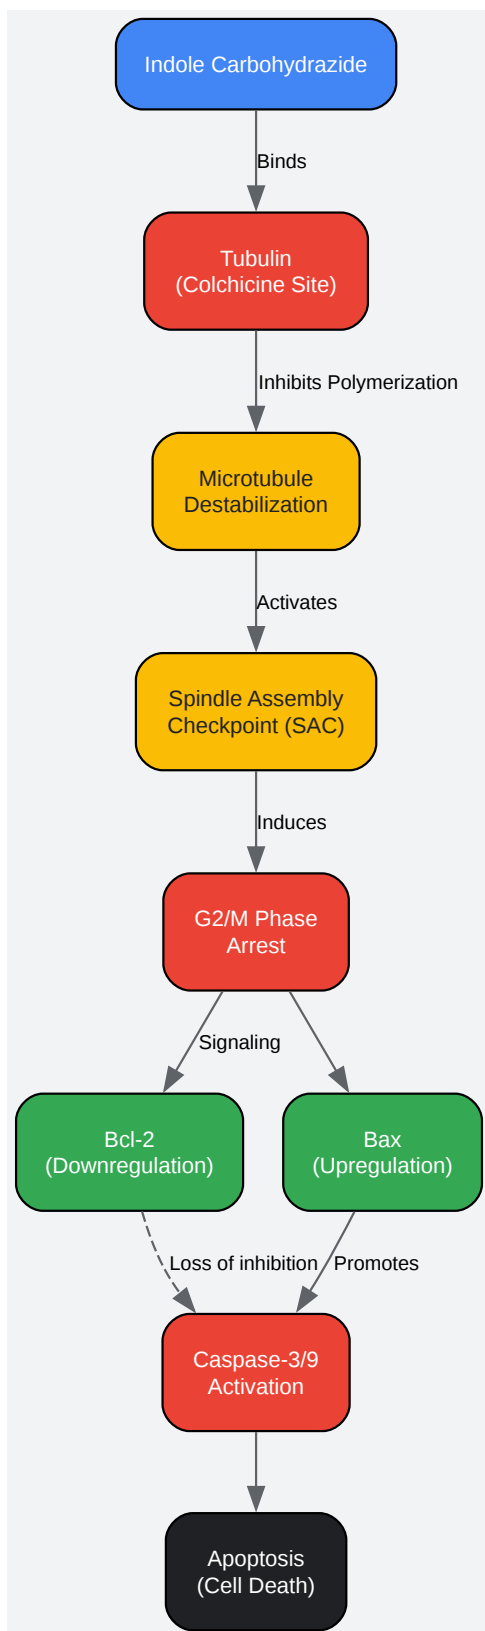 Indole Carbohydrazide
Binds
Tubulin
(Colchicine Site)
Inhibits Polymerization
Microtubule
Destabilization
Activates
Spindle Assembly
Checkpoint (SAC)
Induces
G2/M Phase
Arrest
Signaling
Bcl-2
(Downregulation)
Bax
(Upregulation)
Loss of inhibition
Promotes
Caspase-3/9
Activation
Apoptosis
(Cell Death)